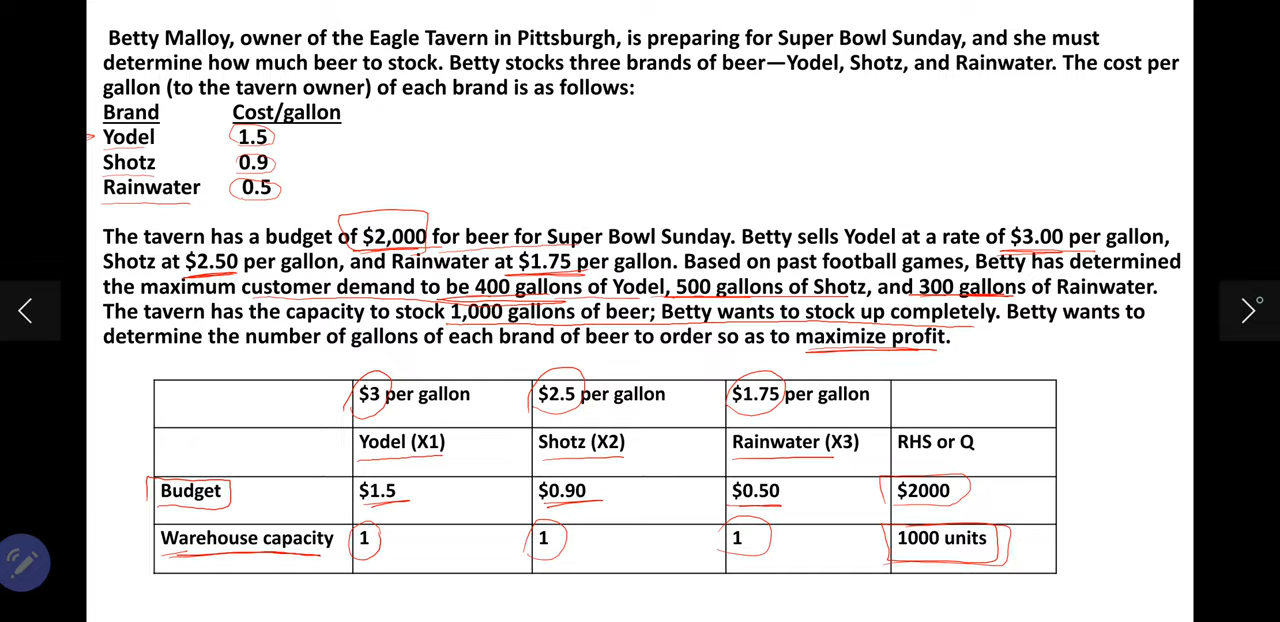 Betty Malloy, owner of the Eagle Tavern in Pittsburgh, is preparing for Super Bowl Sunday, and she must
determine how much beer to stock. Betty stocks three brands of beer—Yodel, Shotz, and Rainwater. The cost per
gallon (to the tavern owner) of each brand is as follows:
Brand Cost/gallon
Yodel 1.5
Shotz 0.9
Rainwater 0.5
The tavern has a budget of $2,000 for beer for Super Bowl Sunday. Betty sells Yodel at a rate of $3.00 per gallon,
Shotz at $2.50 per gallon, and Rainwater at $1.75 per gallon. Based on past football games, Betty has determined
the maximum customer demand to be 400 gallons of Yodel, 500 gallons of Shotz, and 300 gallons of Rainwater.
The tavern has the capacity to stock 1,000 gallons of beer; Betty wants to stock up completely. Betty wants to
determine the number of gallons of each brand of beer to order so as to maximize profit.
$3 per gallon $2.5 per gallon $1.75 per gallon
Yodel (X1) Shotz (X2) Rainwater (X3) RHS or Q
Budget $1.5 $0.90 $0.50 $2000
Warehouse capacity 1 1 1 1000 units